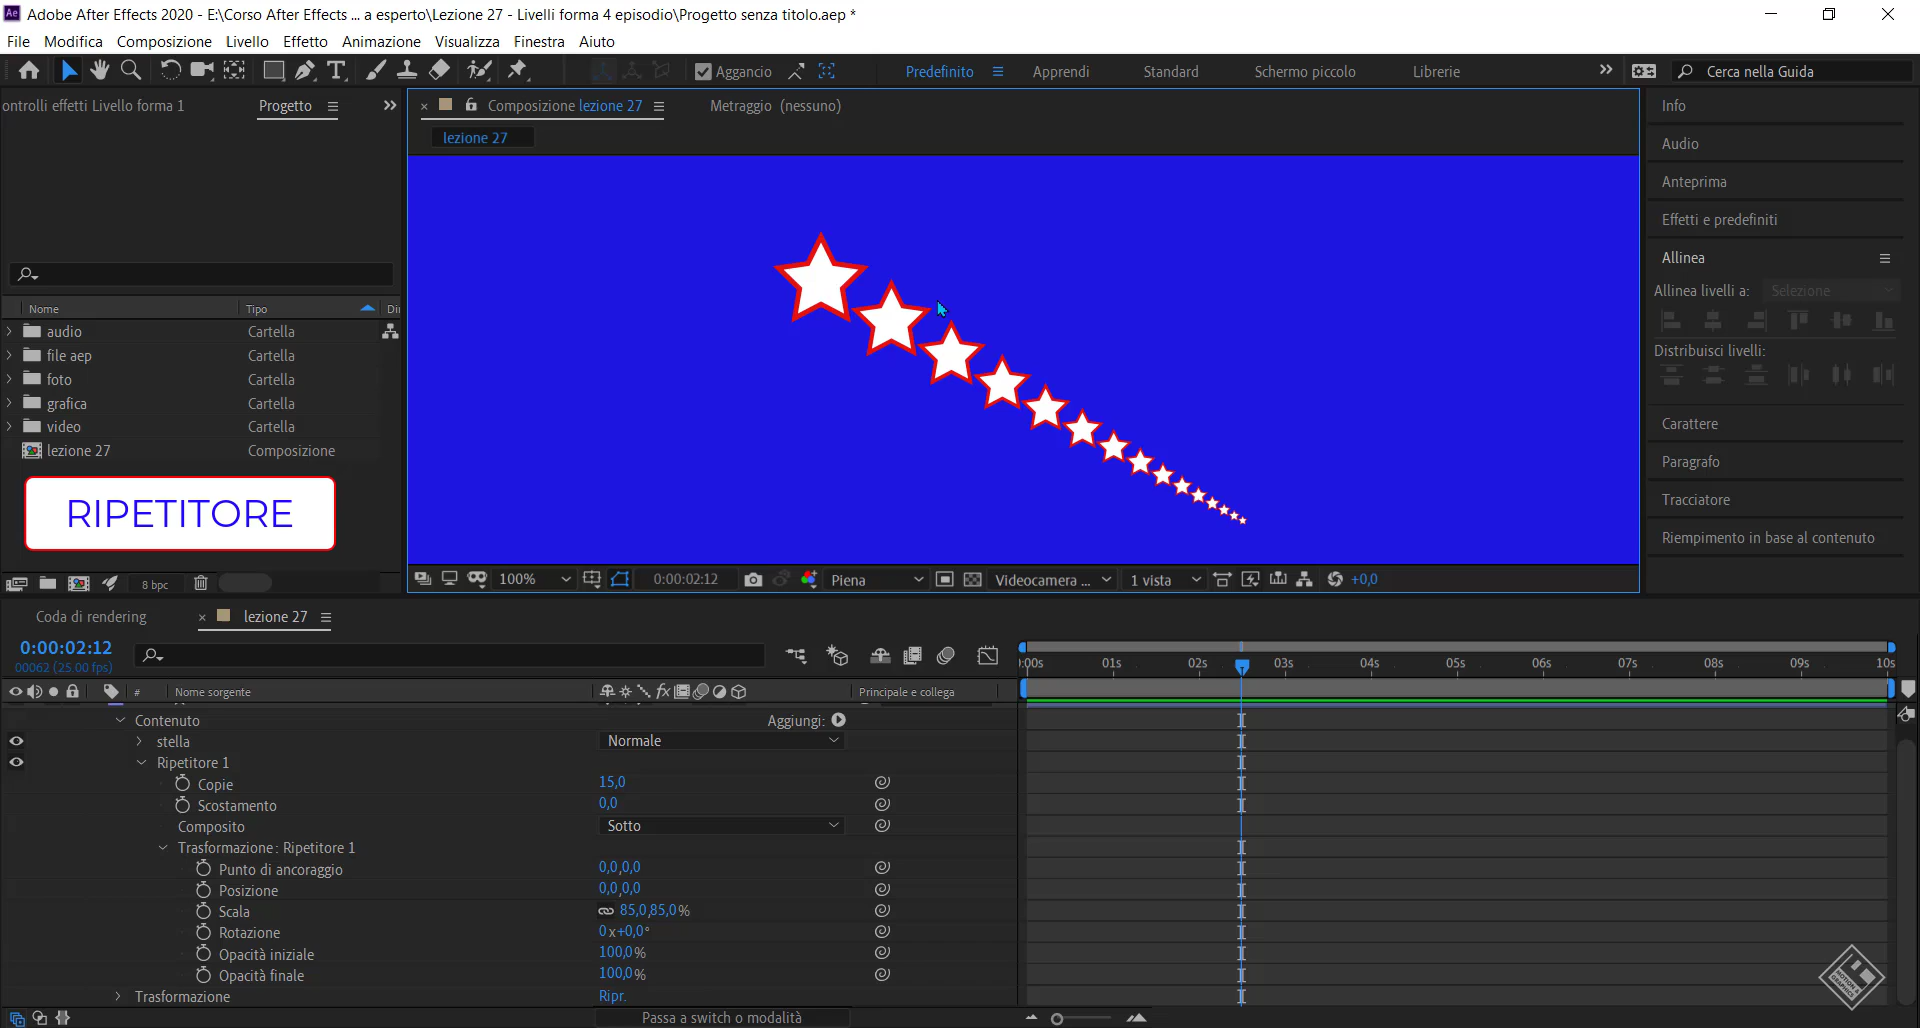 Adobe After Effects 2020 - E:\Corso After Effects ... a esperto\Lezione 27 - Livelli forma 4 episodio\Progetto senza titolo.aep *
File Modifica Composizione Livello Effetto Animazione Visualizza Finestra Aiuto
Aggancio Predefinito Apprendi Standard Schermo piccolo Librerie Cerca nella Guida
ontrolli effetti Livello forma 1 Progetto
Composizione lezione 27 Metraggio (nessuno)
lezione 27
Nome Tipo
audio Cartella
file aep Cartella
foto Cartella
grafica Cartella
video Cartella
lezione 27 Composizione
RIPETITORE
8 bpc
100% 0:00:02:12 Piena Videocamera ... 1 vista +0,0
Info
Audio
Anteprima
Effetti e predefiniti
Allinea
Allinea livelli a: Selezione
Distribuisci livelli:
Carattere
Paragrafo
Tracciatore
Riempimento in base al contenuto
Coda di rendering lezione 27
0:00:02:12
00062 (25.00 fps)
:00s 01s 02s 03s 04s 05s 06s 07s 08s 09s 10s
# Nome sorgente fx Principale e collega
Contenuto Aggiungi:
stella Normale
Ripetitore 1
Copie 15,0
Scostamento 0,0
Composito Sotto
Trasformazione: Ripetitore 1
Punto di ancoraggio 0,0,0,0
Posizione 0,0,0,0
Scala 85,0,85,0%
Rotazione 0x+0,0°
Opacità iniziale 100,0%
Opacità finale 100,0%
Trasformazione Ripr.
Passa a switch o modalità